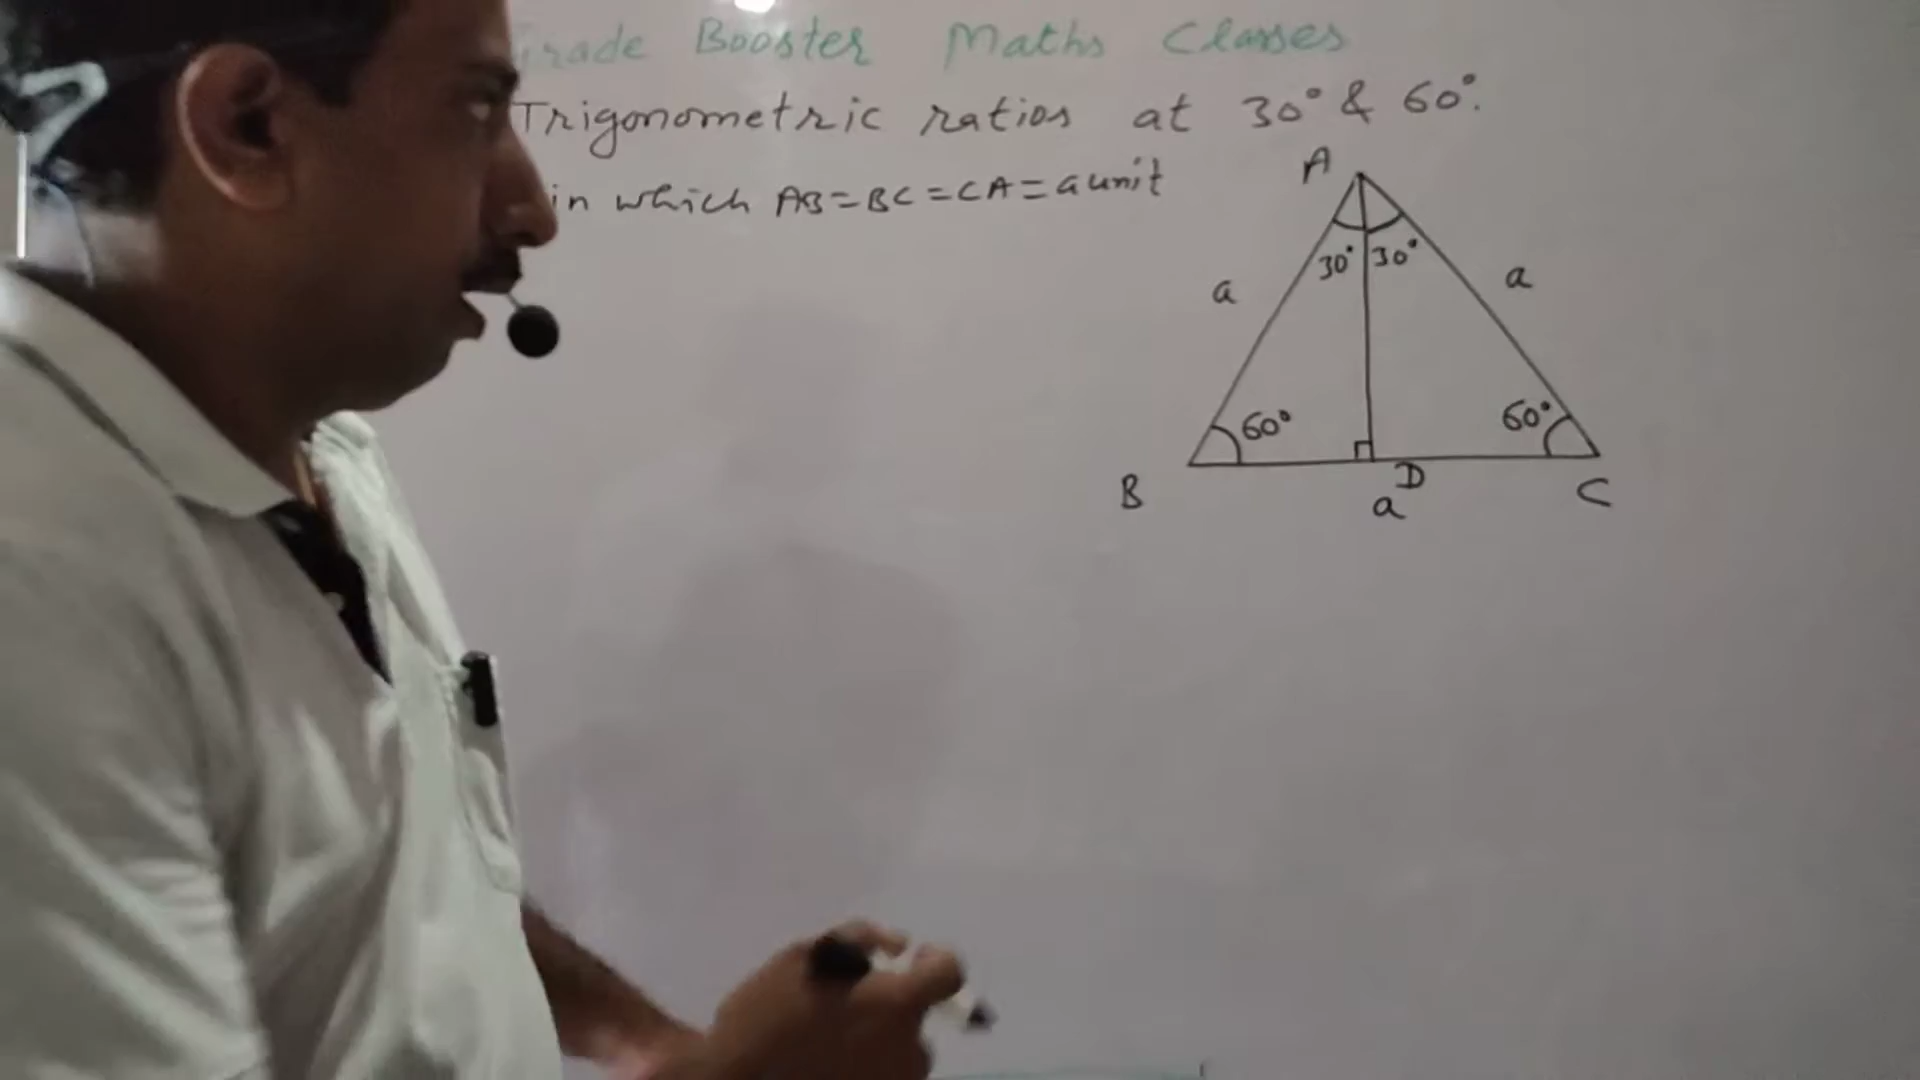 Booster Maths Classes
Trigonometric ratios at 30° & 60°.
in which AB=BC=CA=a unit
A
30° 30°
a a
60° 60°
B D C
a